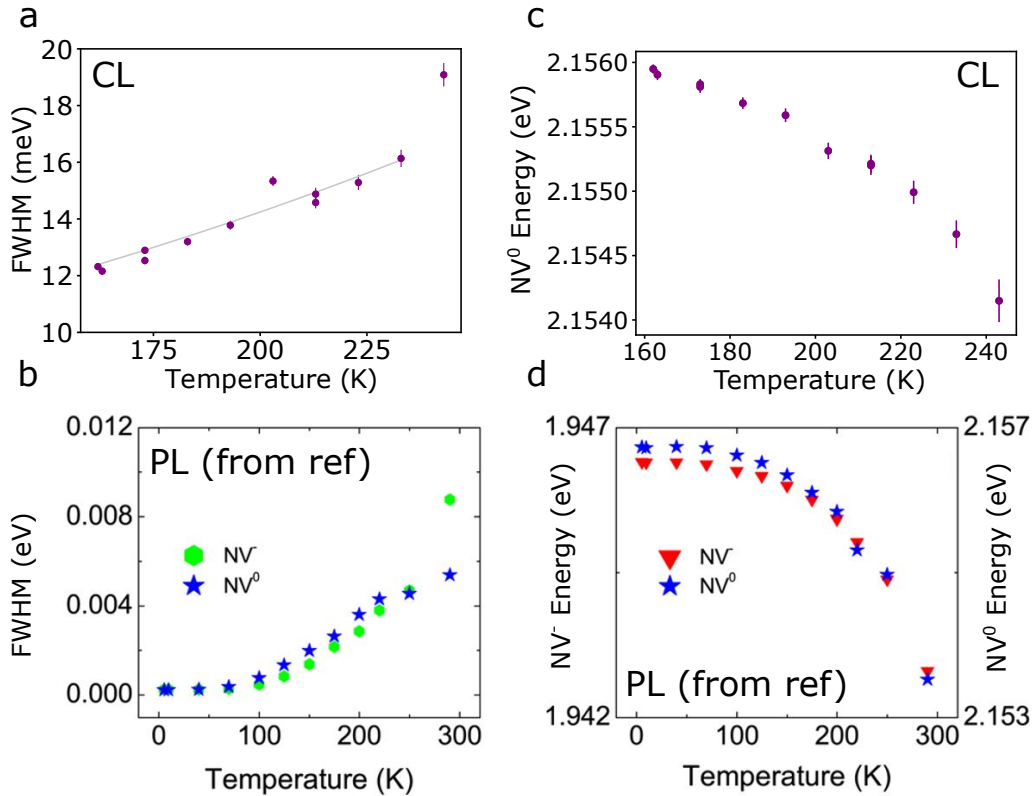 a
20
18
16
14
12
10
FWHM (meV)
CL
175
200
225
Temperature (K)
c
2.1560
2.1555
2.1550
2.1545
2.1540
NV⁰ Energy (eV)
CL
160
180
200
220
240
Temperature (K)
b
0.012
0.008
0.004
0.000
FWHM (eV)
PL (from ref)
NV⁻
NV⁰
0
100
200
300
Temperature (K)
d
1.947
1.942
NV⁻ Energy (eV)
2.157
2.153
NV⁰ Energy (eV)
NV⁻
NV⁰
PL (from ref)
0
100
200
300
Temperature (K)